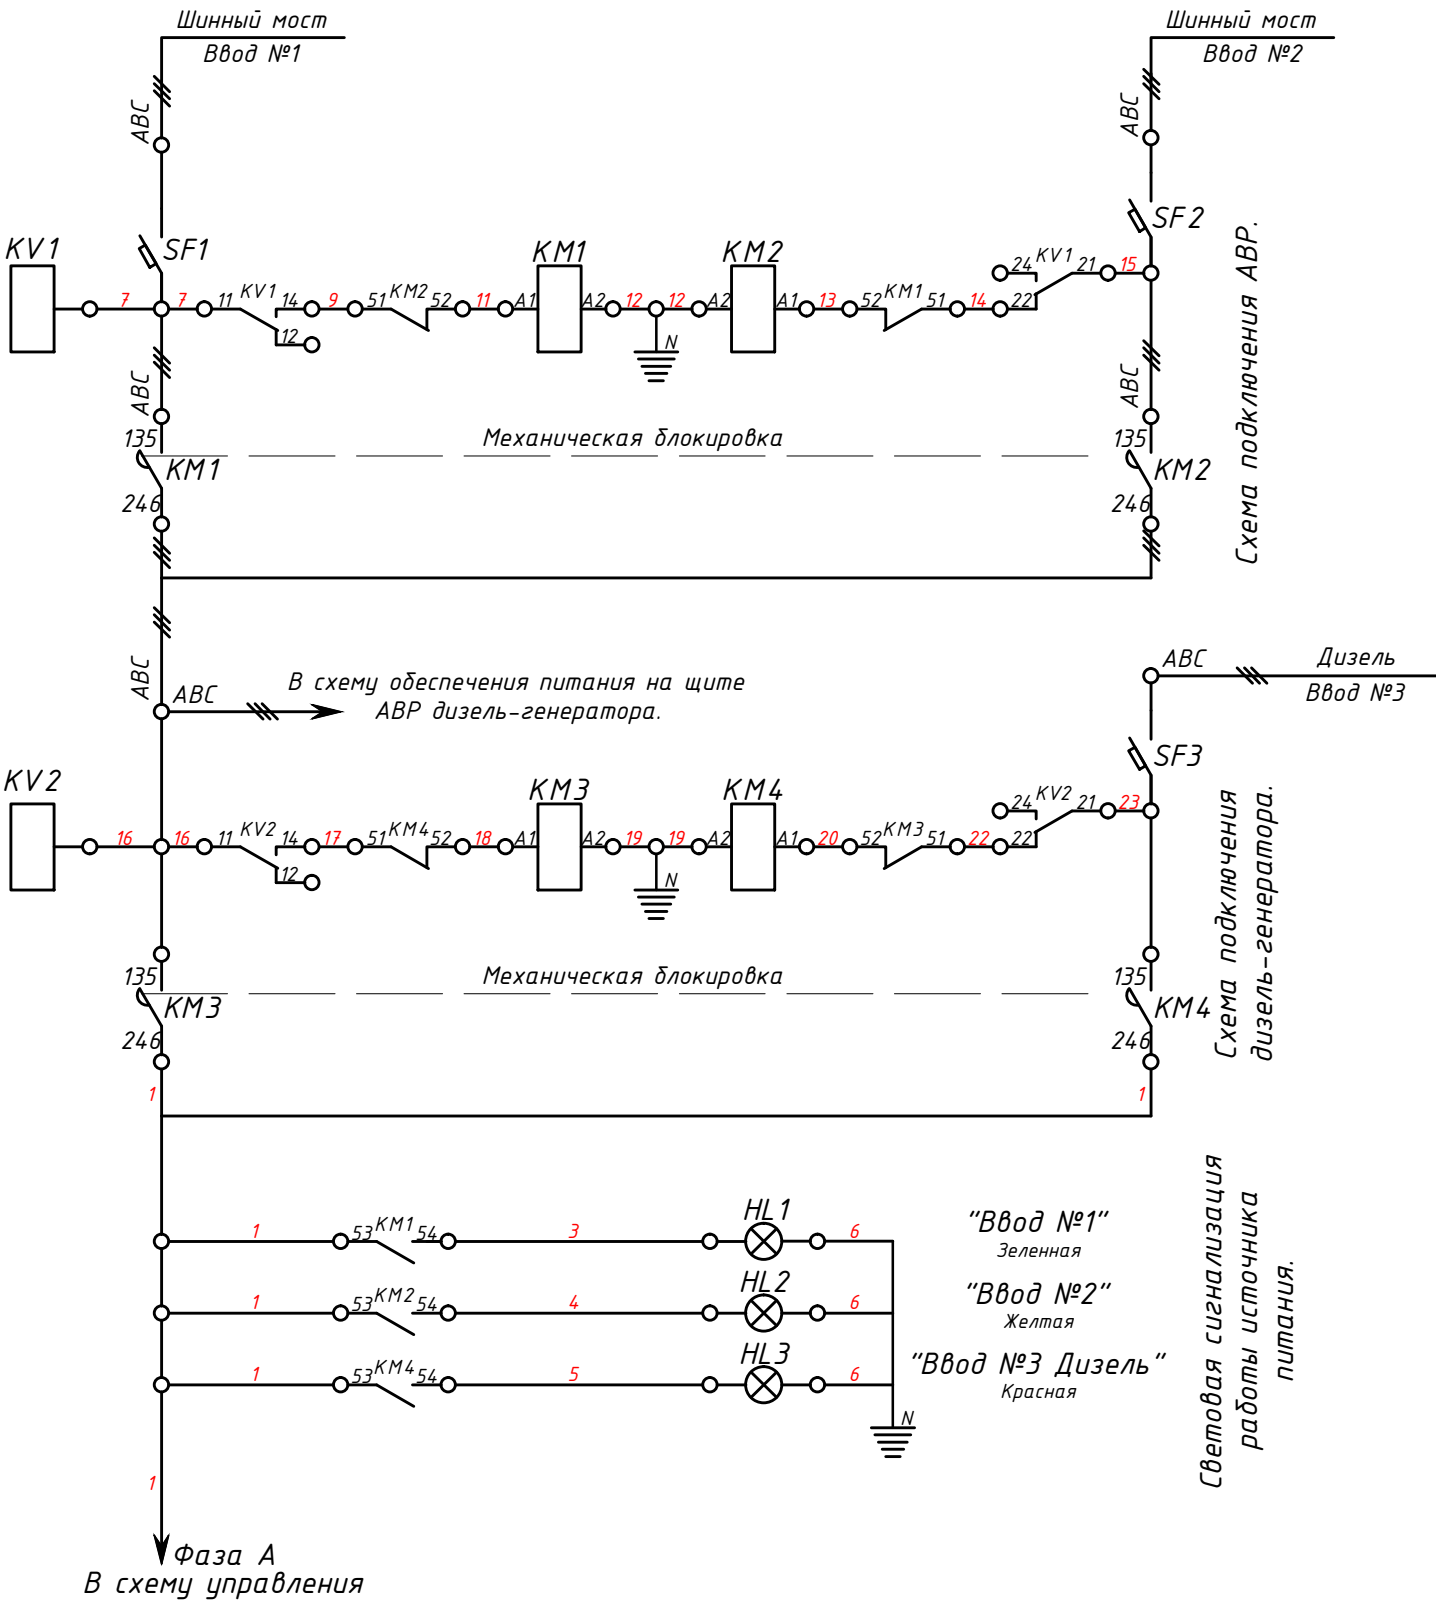 Шинный мост
Ввод №1
Шинный мост
Ввод №2
ABC
ABC
KV1
SF1
SF2
7
7
11
KV1
14
12
9
51
KM2
52
11
A1
KM1
A2
12
N
12
A2
KM2
A1
13
52
KM1
51
14
22
24
KV1
21
15
ABC
ABC
Схема подключения АВР.
Механическая блокировка
135
KM1
246
135
KM2
246
ABC
ABC
В схему обеспечения питания на щите
АВР дизель-генератора.
ABC
Дизель
Ввод №3
KV2
SF3
16
16
11
KV2
14
12
17
51
KM4
52
18
A1
KM3
A2
19
N
19
A2
KM4
A1
20
52
KM3
51
22
22
24
KV2
21
23
Схема подключения
дизель-генератора.
Механическая блокировка
135
KM3
246
135
KM4
246
1
1
1
53
KM1
54
3
HL1
6
"Ввод №1"
Зеленная
1
53
KM2
54
4
HL2
6
"Ввод №2"
Желтая
1
53
KM4
54
5
HL3
6
"Ввод №3 Дизель"
Красная
N
Световая сигнализация
работы источника
питания.
1
Фаза А
В схему управления